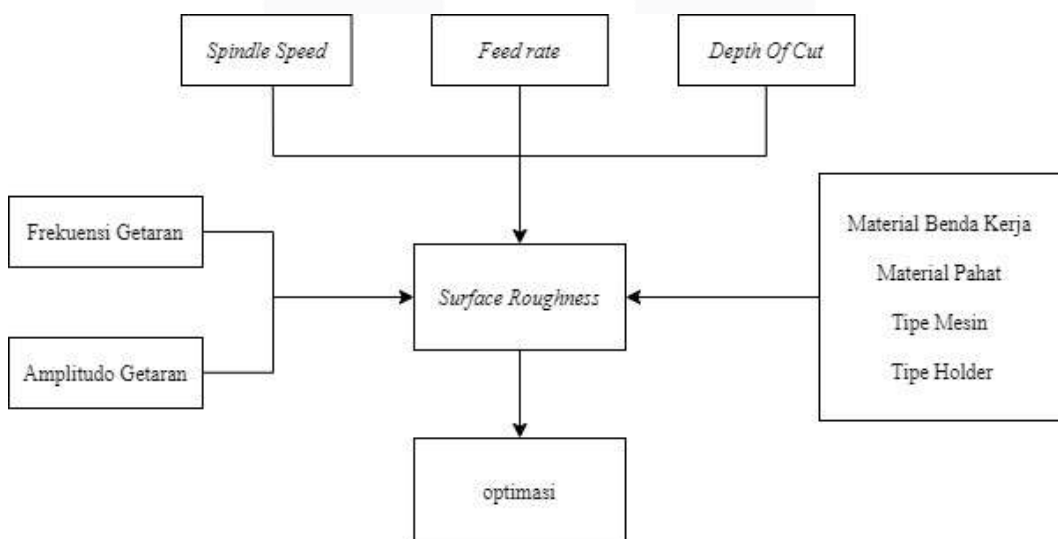 Spindle Speed
Feed rate
Depth Of Cut
Frekuensi Getaran
Amplitudo Getaran
Surface Roughness
Material Benda Kerja
Material Pahat
Tipe Mesin
Tipe Holder
optimasi